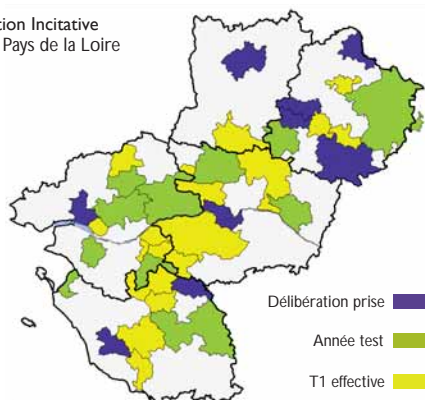 tion Incitative
Pays de la Loire
Délibération prise
Année test
T1 effective